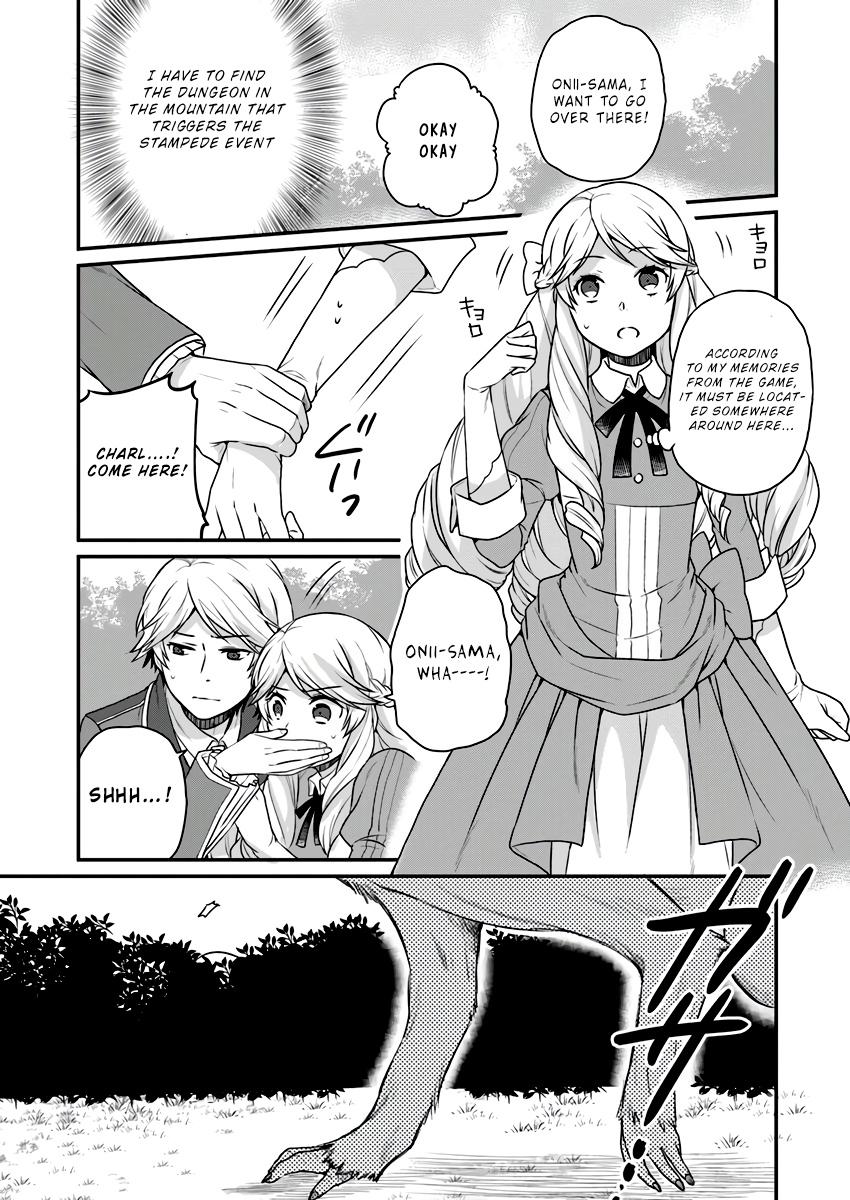 ONII-SAMA, I
WANT TO GO
OVER THERE!
OKAY
OKAY
I HAVE TO FIND
THE DUNGEON IN
THE MOUNTAIN THAT
TRIGGERS THE
STAMPEDE EVENT
キョロ
キョロ
ACCORDING
TO MY MEMORIES
FROM THE GAME,
IT MUST BE LOCAT-
ED SOMEWHERE
AROUND HERE...
CHARL....!
COME HERE!
ぐいっ
ONII-SAMA,
WHA----!
SHHH...!
ガサ